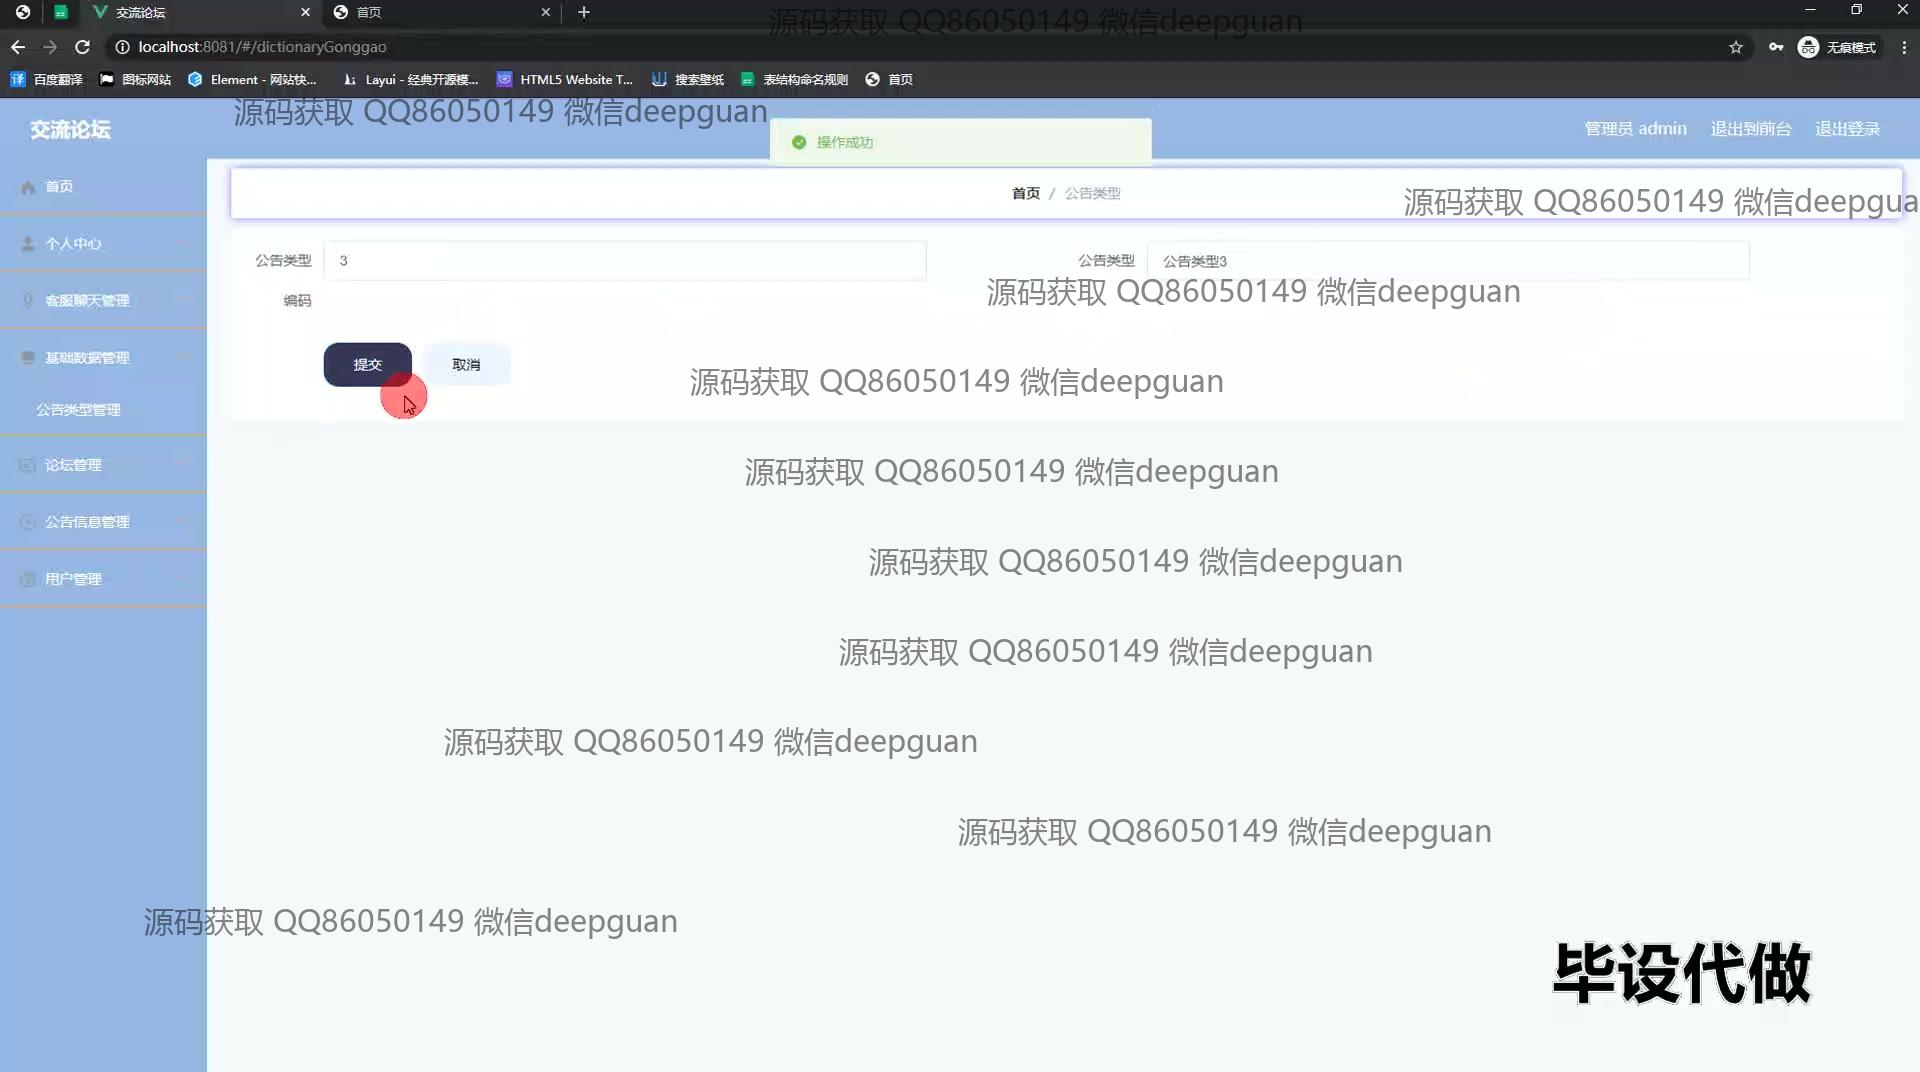 交流论坛
首页
源码获取 QQ86050149 微信deepguan
localhost:8081/#/dictionaryGonggao
无痕模式
百度翻译
图标网站
Element - 网站快...
Layui - 经典开源模...
HTML5 Website T...
搜索壁纸
表结构命名规则
首页
源码获取 QQ86050149 微信deepguan
交流论坛
操作成功
管理员 admin
退出到前台
退出登录
首页
首页 / 公告类型
源码获取 QQ86050149 微信deepgua
个人中心
公告类型
3
公告类型
公告类型3
源码获取 QQ86050149 微信deepguan
客服聊天管理
编码
基础数据管理
提交
取消
源码获取 QQ86050149 微信deepguan
公告类型管理
论坛管理
源码获取 QQ86050149 微信deepguan
公告信息管理
源码获取 QQ86050149 微信deepguan
用户管理
源码获取 QQ86050149 微信deepguan
源码获取 QQ86050149 微信deepguan
源码获取 QQ86050149 微信deepguan
源码获取 QQ86050149 微信deepguan
毕设代做